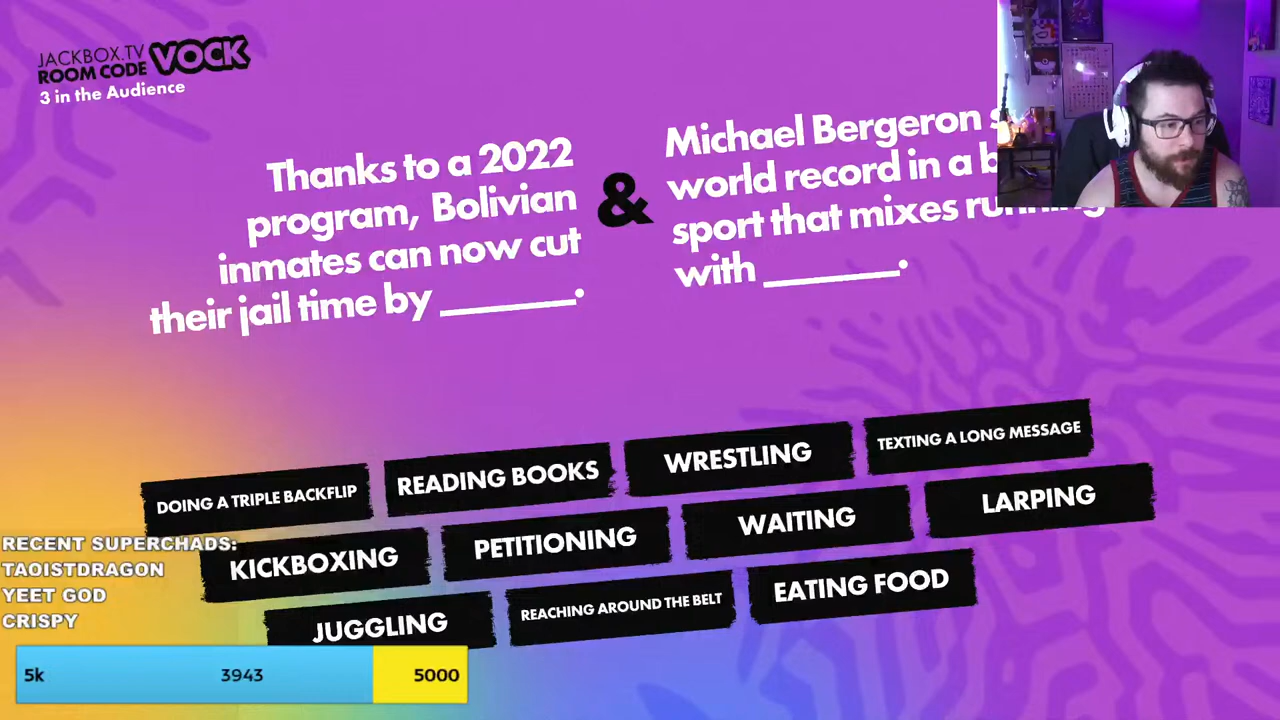 JACKBOX.TV
ROOM CODE VOCK
3 in the Audience
Thanks to a 2022
program, Bolivian
inmates can now cut
their jail time by ______.
&
Michael Bergeron
world record in a
sport that mixes running
with ______.
DOING A TRIPLE BACKFLIP
READING BOOKS
WRESTLING
TEXTING A LONG MESSAGE
KICKBOXING
PETITIONING
WAITING
LARPING
JUGGLING
REACHING AROUND THE BELT
EATING FOOD
RECENT SUPERCHADS:
TAOISTDRAGON
YEET GOD
CRISPY
5k 3943 5000